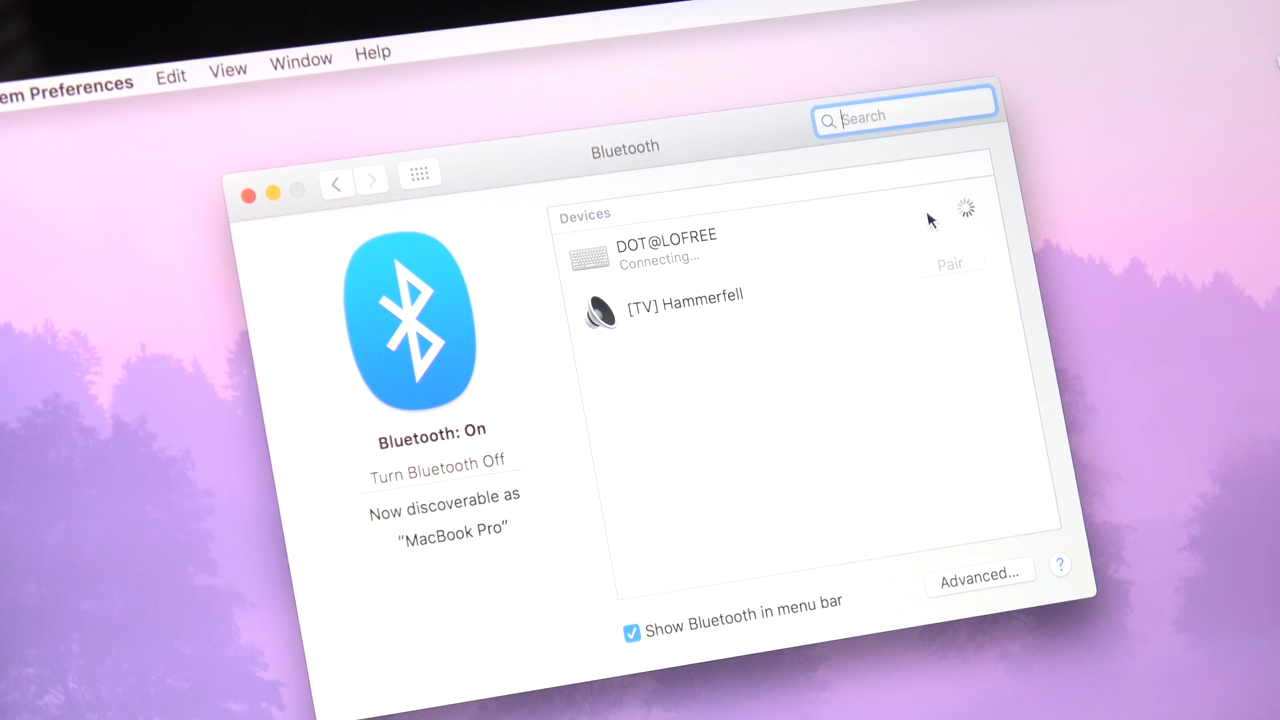 em Preferences Edit View Window Help
Bluetooth
Search
Devices
DOT@LOFREE
Connecting...
Pair
[TV] Hammerfell
Bluetooth: On
Turn Bluetooth Off
Now discoverable as
“MacBook Pro”
Show Bluetooth in menu bar
Advanced...
?